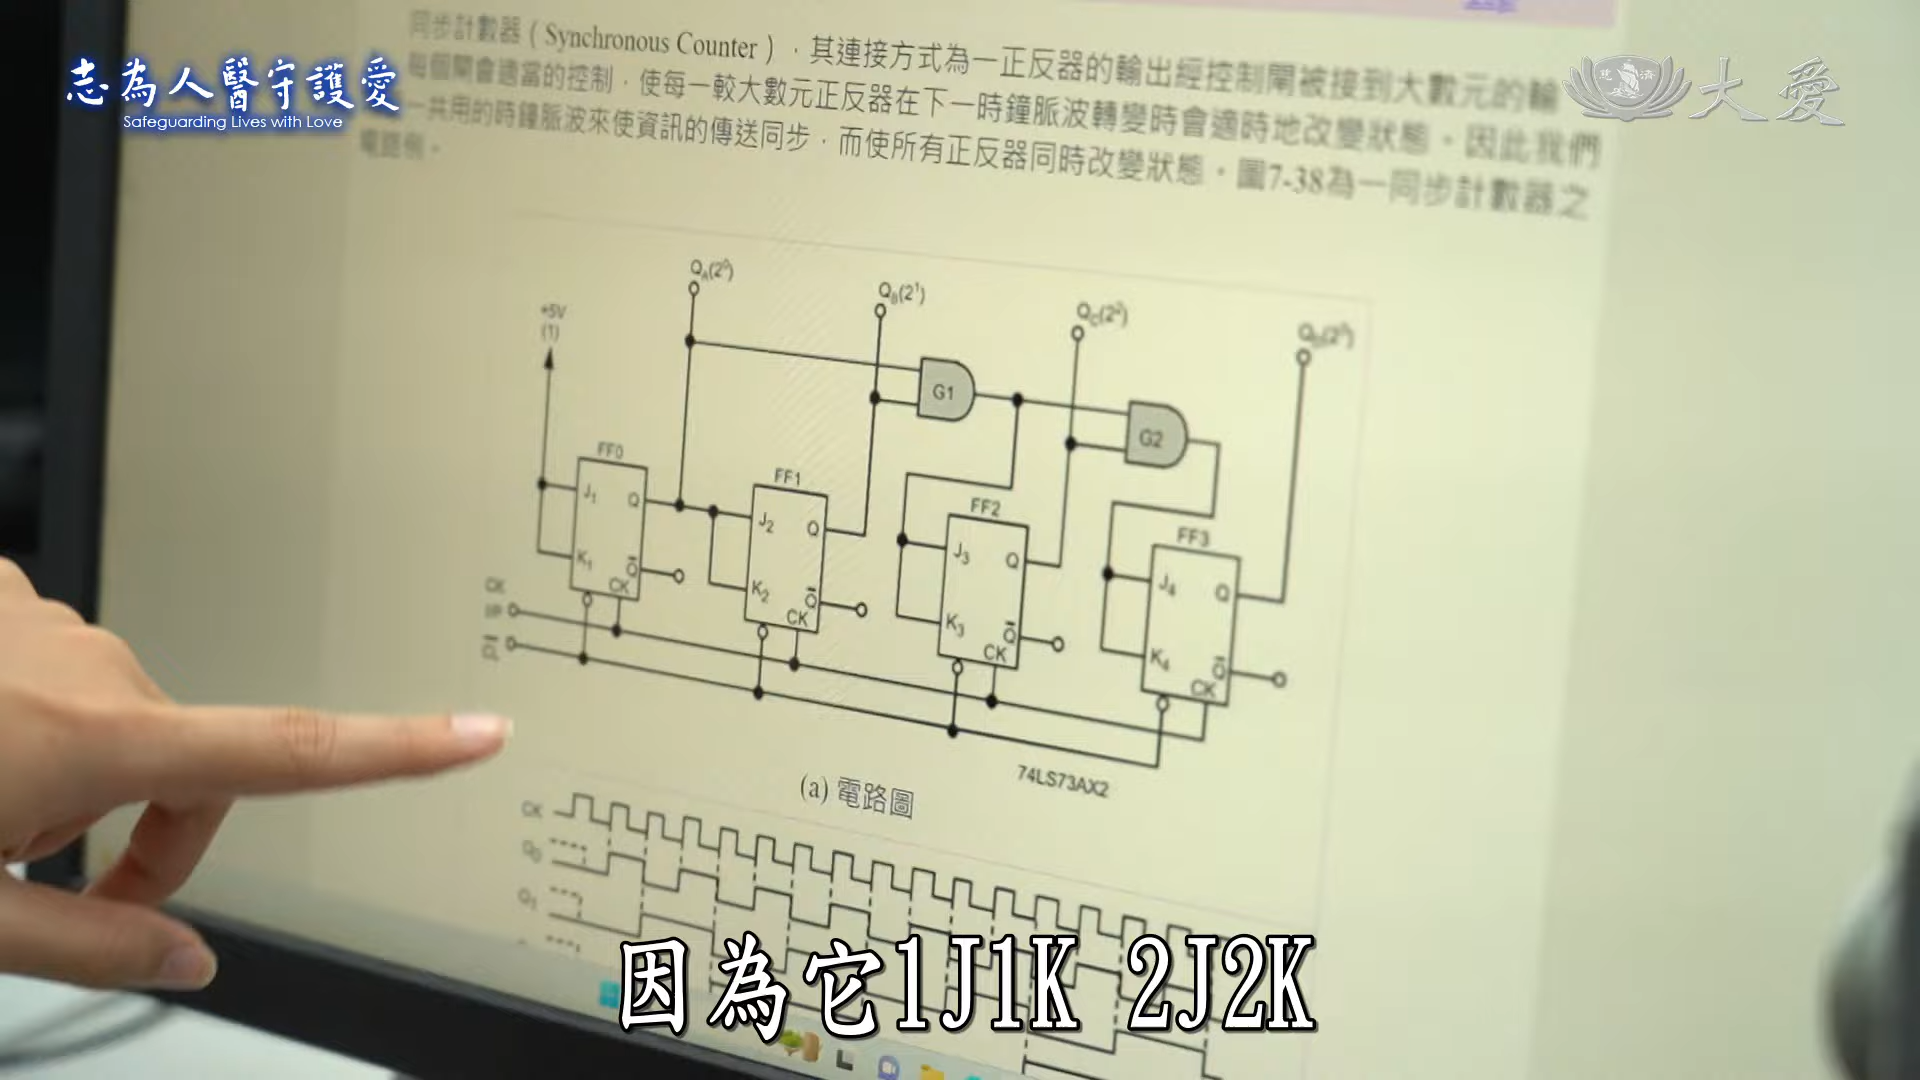 志為人醫守護愛
Safeguarding Lives with Love
大愛
慈濟
同步計數器（Synchronous Counter），其連接方式為一正反器的輸出經控制閘被接到大數元的輸
每個閘會適當的控制，使每一較大數元正反器在下一時鐘脈波轉變時會適時地改變狀態。因此我們
一共用的時鐘脈波來使資訊的傳送同步，而使所有正反器同時改變狀態。圖7-38為一同步計數器之
電路例。
+5V
(1)
QA(2⁰)
QB(2¹)
QC(2²)
QD(2³)
G1
G2
FF0
J₁
Q
K₁
Q̅
CK
FF1
J₂
Q
K₂
Q̅
CK
FF2
J₃
Q
K₃
Q̅
CK
FF3
J₄
Q
K₄
Q̅
CK
CK
I/P
74LS73AX2
(a) 電路圖
CK
Q₀
Q₁
因為它1J1K 2J2K